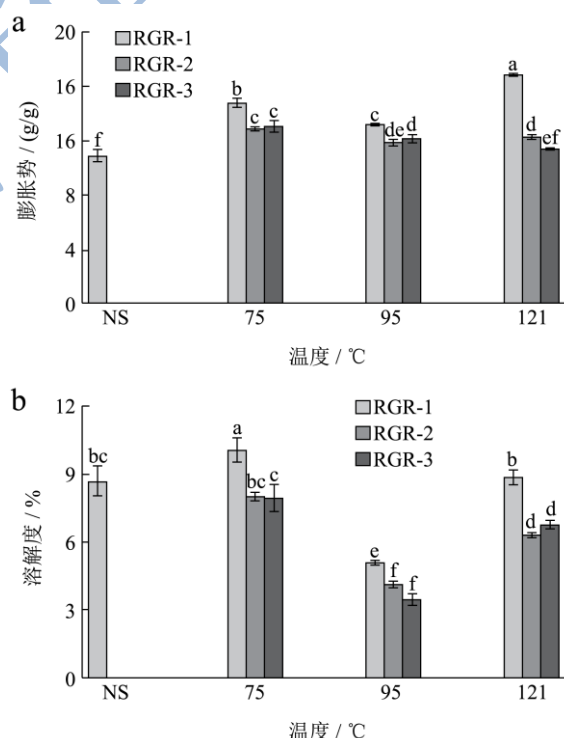 a
20
16
16
8
4
0
膨胀势 / (g/g)
RGR-1
RGR-2
RGR-3
f
b
c
c
c
de
d
a
d
ef
NS
75
95
121
温度 / ℃
b
12
9
6
3
0
溶解度 / %
RGR-1
RGR-2
RGR-3
bc
a
bc
c
e
f
f
b
d
d
NS
75
95
121
温度 / ℃